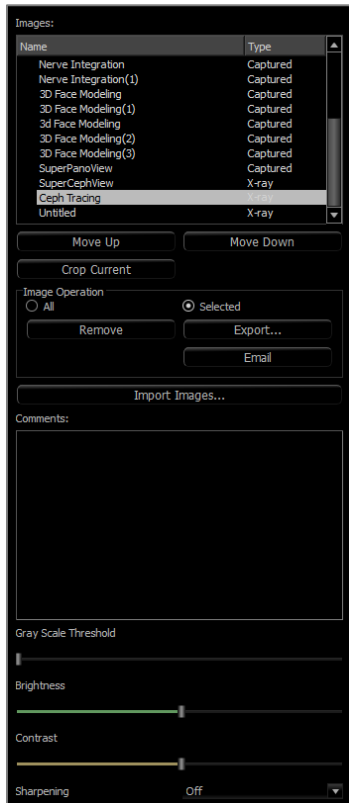 Images:
Name Type
Nerve Integration Captured
Nerve Integration(1) Captured
3D Face Modeling Captured
3D Face Modeling(1) Captured
3d Face Modeling Captured
3D Face Modeling(2) Captured
3D Face Modeling(3) Captured
SuperPanoView Captured
SuperCephView X-ray
Ceph Tracing X-ray
Untitled X-ray
Move Up Move Down
Crop Current
Image Operation
All Selected
Remove Export...
Email
Import Images...
Comments:
Gray Scale Threshold
Brightness
Contrast
Sharpening Off